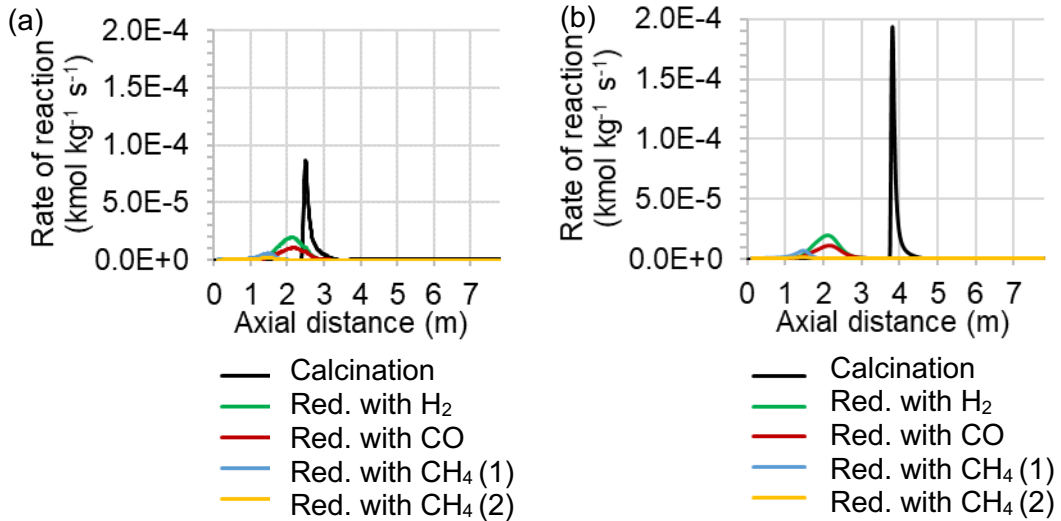 (a)
Rate of reaction
(kmol kg⁻¹ s⁻¹)
2.0E-4
1.5E-4
1.0E-4
5.0E-5
0.0E+0
0 1 2 3 4 5 6 7
Axial distance (m)
Calcination
Red. with H₂
Red. with CO
Red. with CH₄ (1)
Red. with CH₄ (2)
(b)
Rate of reaction
(kmol kg⁻¹ s⁻¹)
2.0E-4
1.5E-4
1.0E-4
5.0E-5
0.0E+0
0 1 2 3 4 5 6 7
Axial distance (m)
Calcination
Red. with H₂
Red. with CO
Red. with CH₄ (1)
Red. with CH₄ (2)